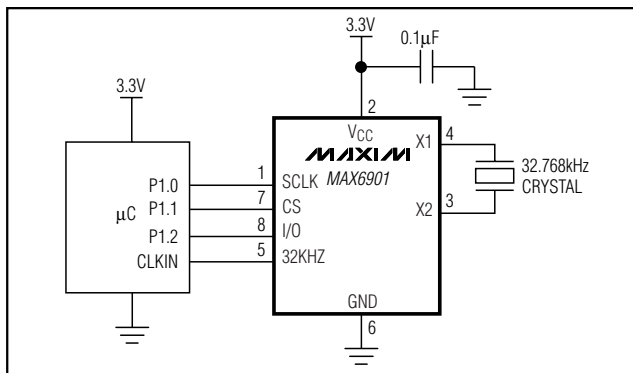 3.3V
0.1μF
3.3V
2
VCC
X1
4
MAXIM
MAX6901
32.768kHz
CRYSTAL
μC
P1.0
1
SCLK
P1.1
7
CS
X2
3
P1.2
8
I/O
CLKIN
5
32KHZ
GND
6